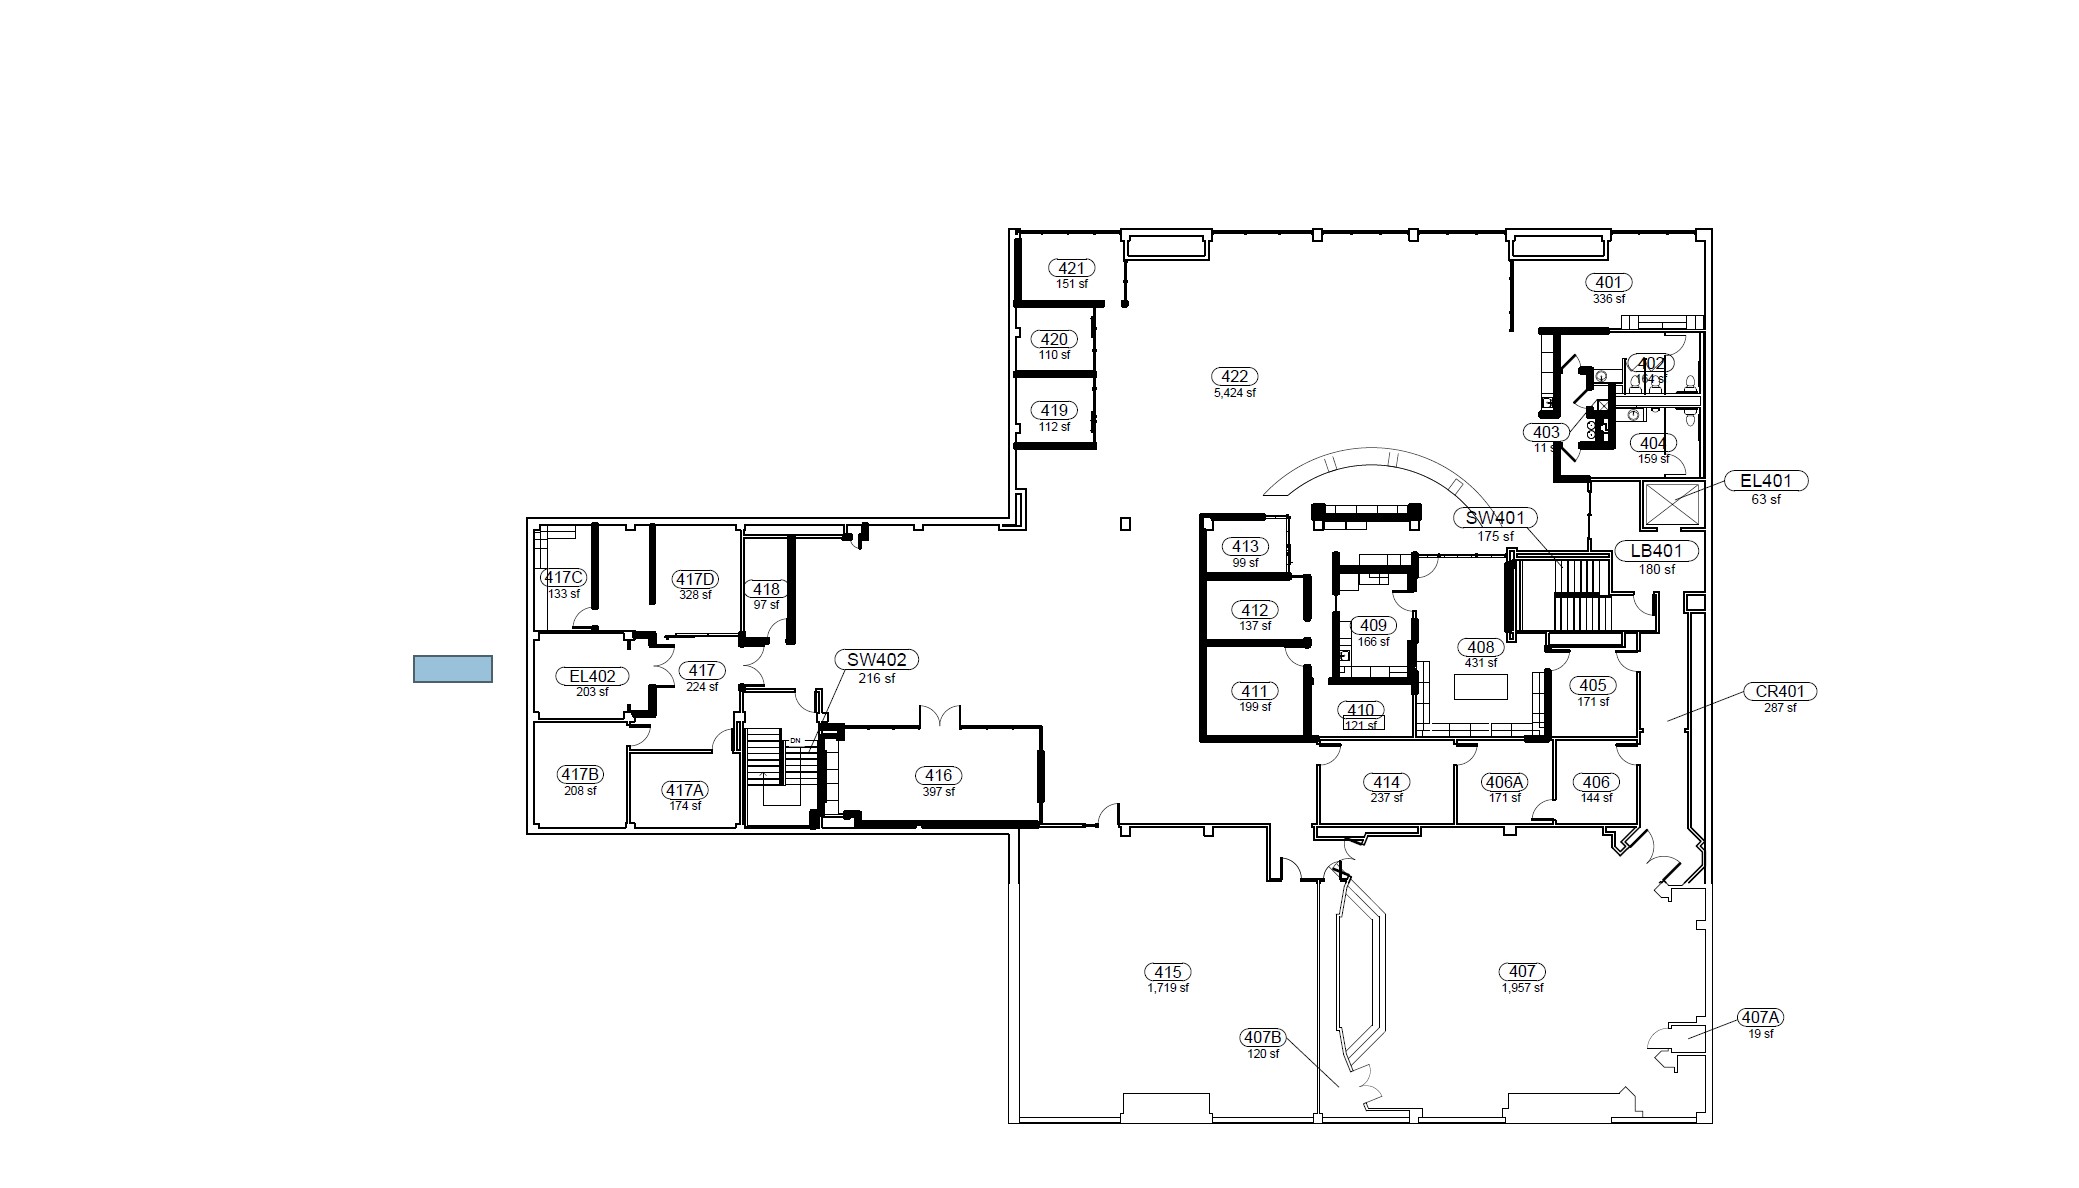 421
151 sf
401
336 sf
420
110 sf
402
164 sf
422
5,424 sf
419
112 sf
403
11 s
404
159 sf
EL401
63 sf
SW401
175 sf
413
99 sf
LB401
180 sf
417C
133 sf
417D
328 sf
418
97 sf
412
137 sf
409
166 sf
408
431 sf
SW402
216 sf
EL402
203 sf
417
224 sf
411
199 sf
405
171 sf
CR401
287 sf
410
121 sf
DN
417B
208 sf
417A
174 sf
416
397 sf
414
237 sf
406A
171 sf
406
144 sf
415
1,719 sf
407
1,957 sf
407A
19 sf
407B
120 sf